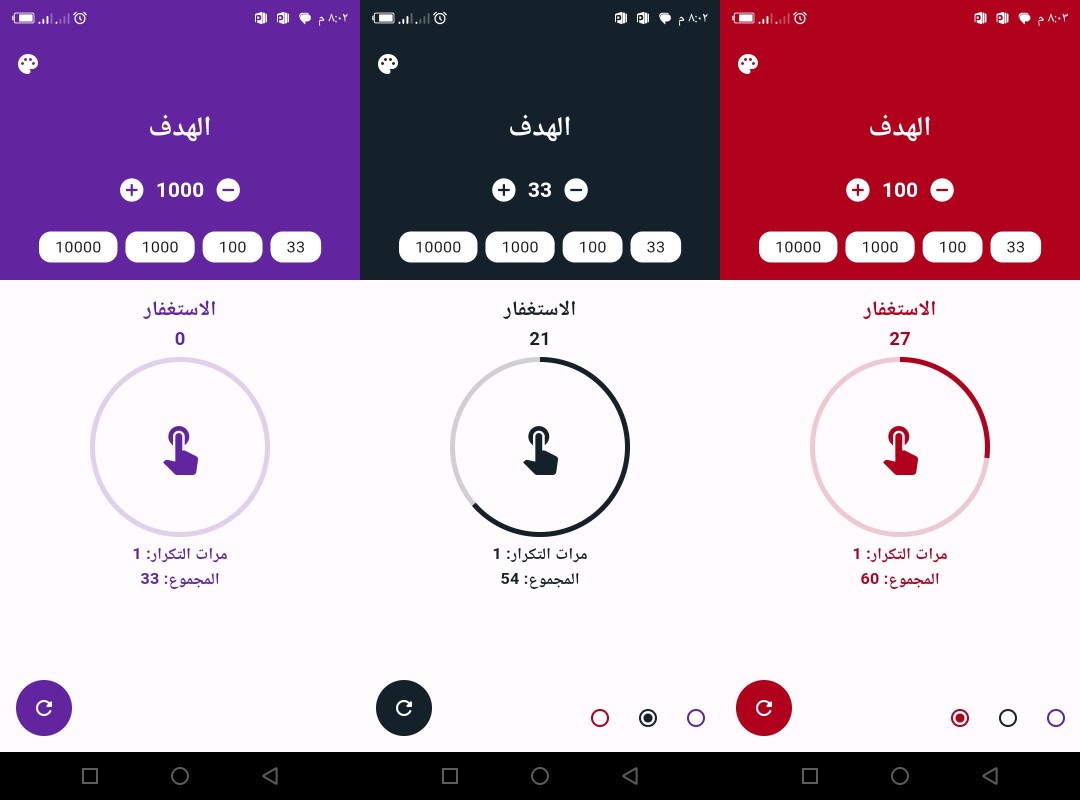 ٨:٠٢ م
الهدف
1000
10000 1000 100 33
الاستغفار
0
مرات التكرار: 1
المجموع: 33
٨:٠٢ م
الهدف
33
10000 1000 100 33
الاستغفار
21
مرات التكرار: 1
المجموع: 54
٨:٠٣ م
الهدف
100
10000 1000 100 33
الاستغفار
27
مرات التكرار: 1
المجموع: 60